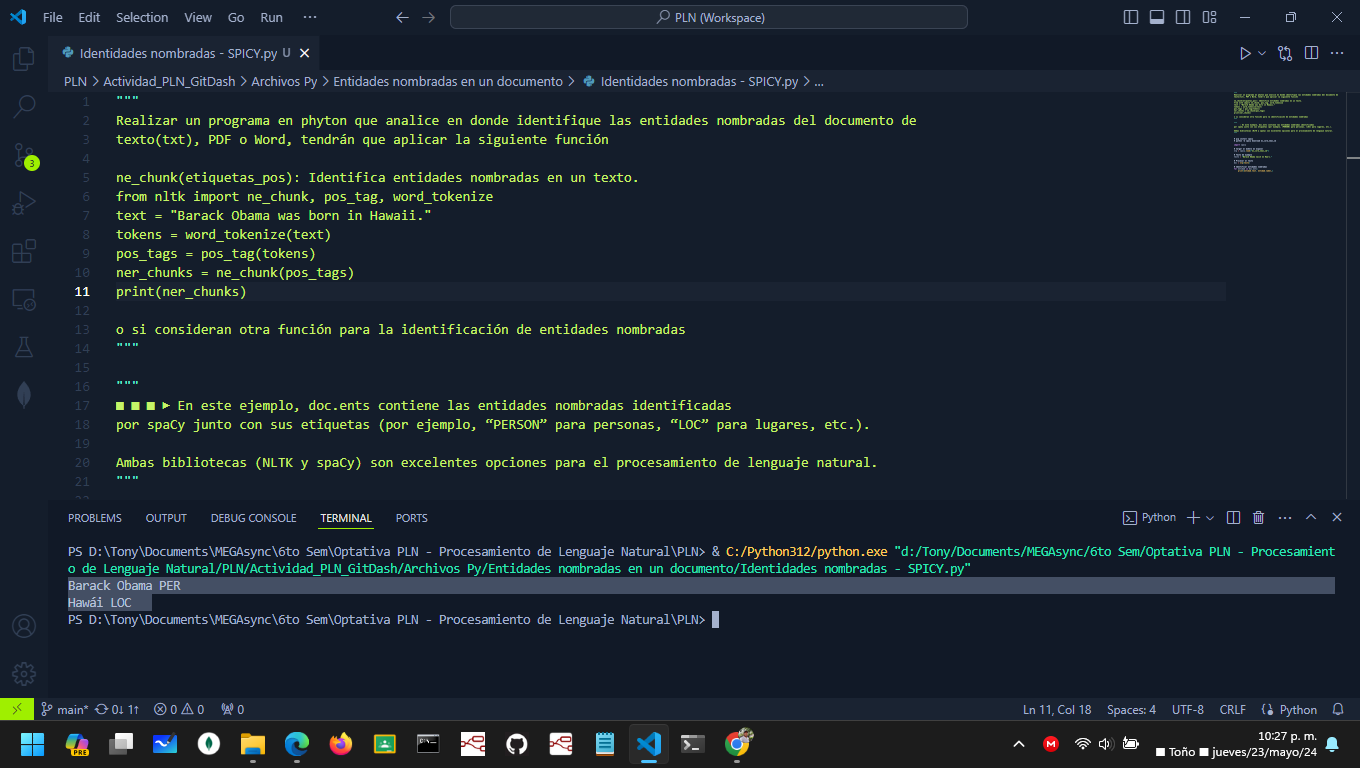 File Edit Selection View Go Run ··· PLN (Workspace)
Identidades nombradas - SPICY.py U
PLN > Actividad_PLN_GitDash > Archivos Py > Entidades nombradas en un documento > Identidades nombradas - SPICY.py > ...
1 """
2 Realizar un programa en phyton que analice en donde identifique las entidades nombradas del documento de
3 texto(txt), PDF o Word, tendrán que aplicar la siguiente función
4
5 ne_chunk(etiquetas_pos): Identifica entidades nombradas en un texto.
6 from nltk import ne_chunk, pos_tag, word_tokenize
7 text = "Barack Obama was born in Hawaii."
8 tokens = word_tokenize(text)
9 pos_tags = pos_tag(tokens)
10 ner_chunks = ne_chunk(pos_tags)
11 print(ner_chunks)
12
13 o si consideran otra función para la identificación de entidades nombradas
14 """
15
16 """
17 ■ ■ ■ ► En este ejemplo, doc.ents contiene las entidades nombradas identificadas
18 por spaCy junto con sus etiquetas (por ejemplo, “PERSON” para personas, “LOC” para lugares, etc.).
19
20 Ambas bibliotecas (NLTK y spaCy) son excelentes opciones para el procesamiento de lenguaje natural.
21 """
3
PROBLEMS OUTPUT DEBUG CONSOLE TERMINAL PORTS Python
PS D:\Tony\Documents\MEGAsync\6to Sem\Optativa PLN - Procesamiento de Lenguaje Natural\PLN> & C:/Python312/python.exe "d:/Tony/Documents/MEGAsync/6to Sem/Optativa PLN - Procesamient
o de Lenguaje Natural/PLN/Actividad_PLN_GitDash/Archivos Py/Entidades nombradas en un documento/Identidades nombradas - SPICY.py"
Barack Obama PER
Hawái LOC
PS D:\Tony\Documents\MEGAsync\6to Sem\Optativa PLN - Procesamiento de Lenguaje Natural\PLN>
main* 0↓ 1↑ 0 0 0 Ln 11, Col 18 Spaces: 4 UTF-8 CRLF Python
PRE
10:27 p. m.
■ Toño ■ jueves/23/mayo/24